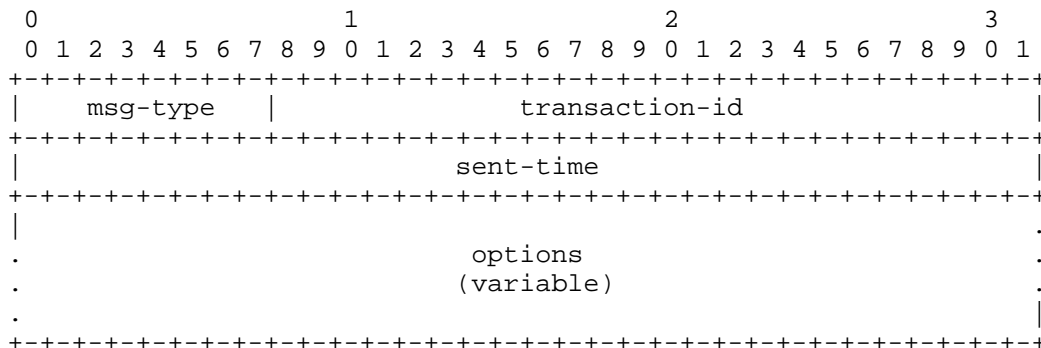 0                   1                   2                   3
 0 1 2 3 4 5 6 7 8 9 0 1 2 3 4 5 6 7 8 9 0 1 2 3 4 5 6 7 8 9 0 1
+-+-+-+-+-+-+-+-+-+-+-+-+-+-+-+-+-+-+-+-+-+-+-+-+-+-+-+-+-+-+-+-+
|    msg-type   |               transaction-id                  |
+-+-+-+-+-+-+-+-+-+-+-+-+-+-+-+-+-+-+-+-+-+-+-+-+-+-+-+-+-+-+-+-+
|                           sent-time                           |
+-+-+-+-+-+-+-+-+-+-+-+-+-+-+-+-+-+-+-+-+-+-+-+-+-+-+-+-+-+-+-+-+
|                                                               .
.                            options                            .
.                           (variable)                          .
.                                                               |
+-+-+-+-+-+-+-+-+-+-+-+-+-+-+-+-+-+-+-+-+-+-+-+-+-+-+-+-+-+-+-+-+